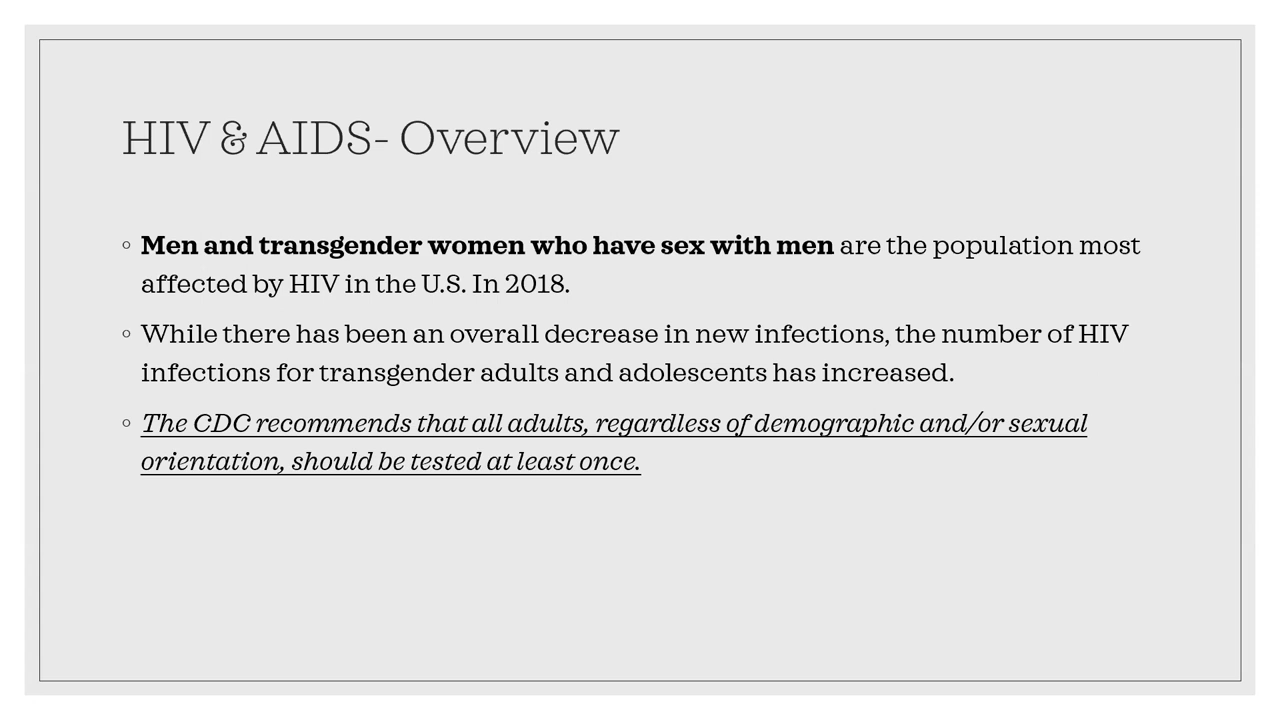 HIV & AIDS- Overview
◦ Men and transgender women who have sex with men are the population most
affected by HIV in the U.S. In 2018.
◦ While there has been an overall decrease in new infections, the number of HIV
infections for transgender adults and adolescents has increased.
◦ The CDC recommends that all adults, regardless of demographic and/or sexual
orientation, should be tested at least once.